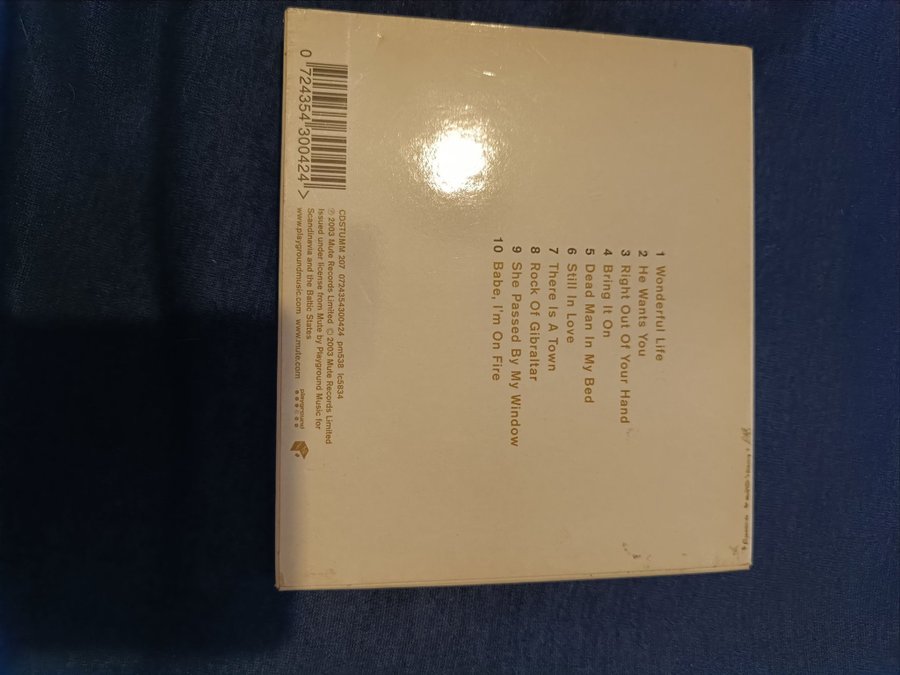 1 Wonderful Life
2 He Wants You
3 Right Out Of Your Hand
4 Bring It On
5 Dead Man In My Bed
6 Still In Love
7 There Is A Town
8 Rock Of Gibraltar
9 She Passed By My Window
10 Babe, I'm On Fire
0 724354 300424 >
CDSTUMM 207 0724354300424 pm538 lc5834
℗ 2003 Mute Records Limited © 2003 Mute Records Limited
Issued under license from Mute by Playground Music for
Scandinavia and the Baltic States
www.playgroundmusic.com www.mute.com
playground